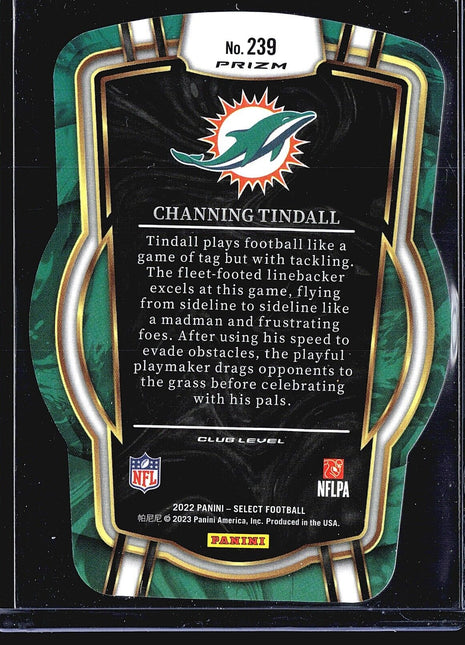 No. 239
PRIZM
CHANNING TINDALL
Tindall plays football like a
game of tag but with tackling.
The fleet-footed linebacker
excels at this game, flying
from sideline to sideline like
a madman and frustrating
foes. After using his speed to
evade obstacles, the playful
playmaker drags opponents to
the grass before celebrating
with his pals.
CLUB LEVEL
NFL
NFLPA
2022 PANINI – SELECT FOOTBALL
帕尼尼 © 2023 Panini America, Inc. Produced in the USA.
PANINI